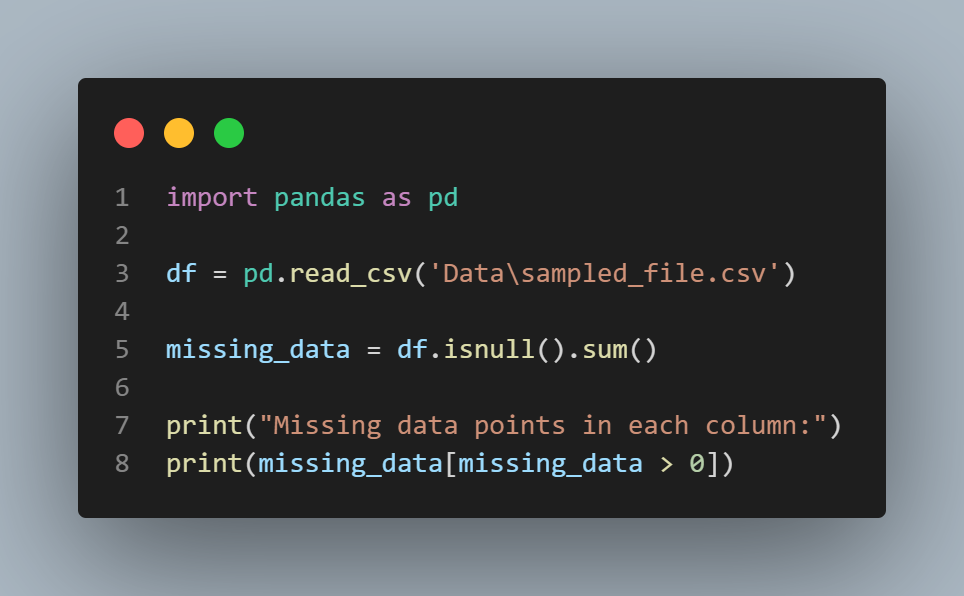 1 import pandas as pd
2
3 df = pd.read_csv('Data\sampled_file.csv')
4
5 missing_data = df.isnull().sum()
6
7 print("Missing data points in each column:")
8 print(missing_data[missing_data > 0])